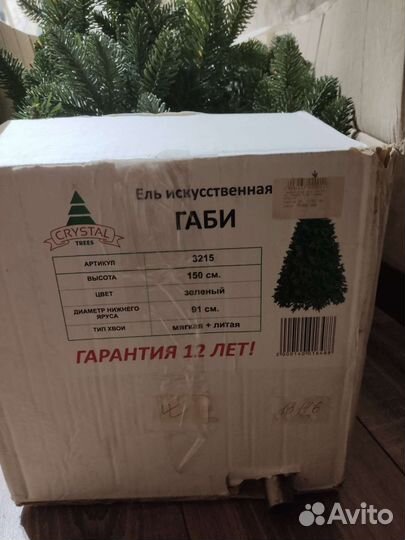 Ель искусственная
ГАБИ
CRYSTAL
TREES
АРТИКУЛ 3215
ВЫСОТА 150 см.
ЦВЕТ зеленый
ДИАМЕТР НИЖНЕГО ЯРУСА 91 см.
ТИП ХВОИ мягкая + литая
ГАРАНТИЯ 12 ЛЕТ!
Avito